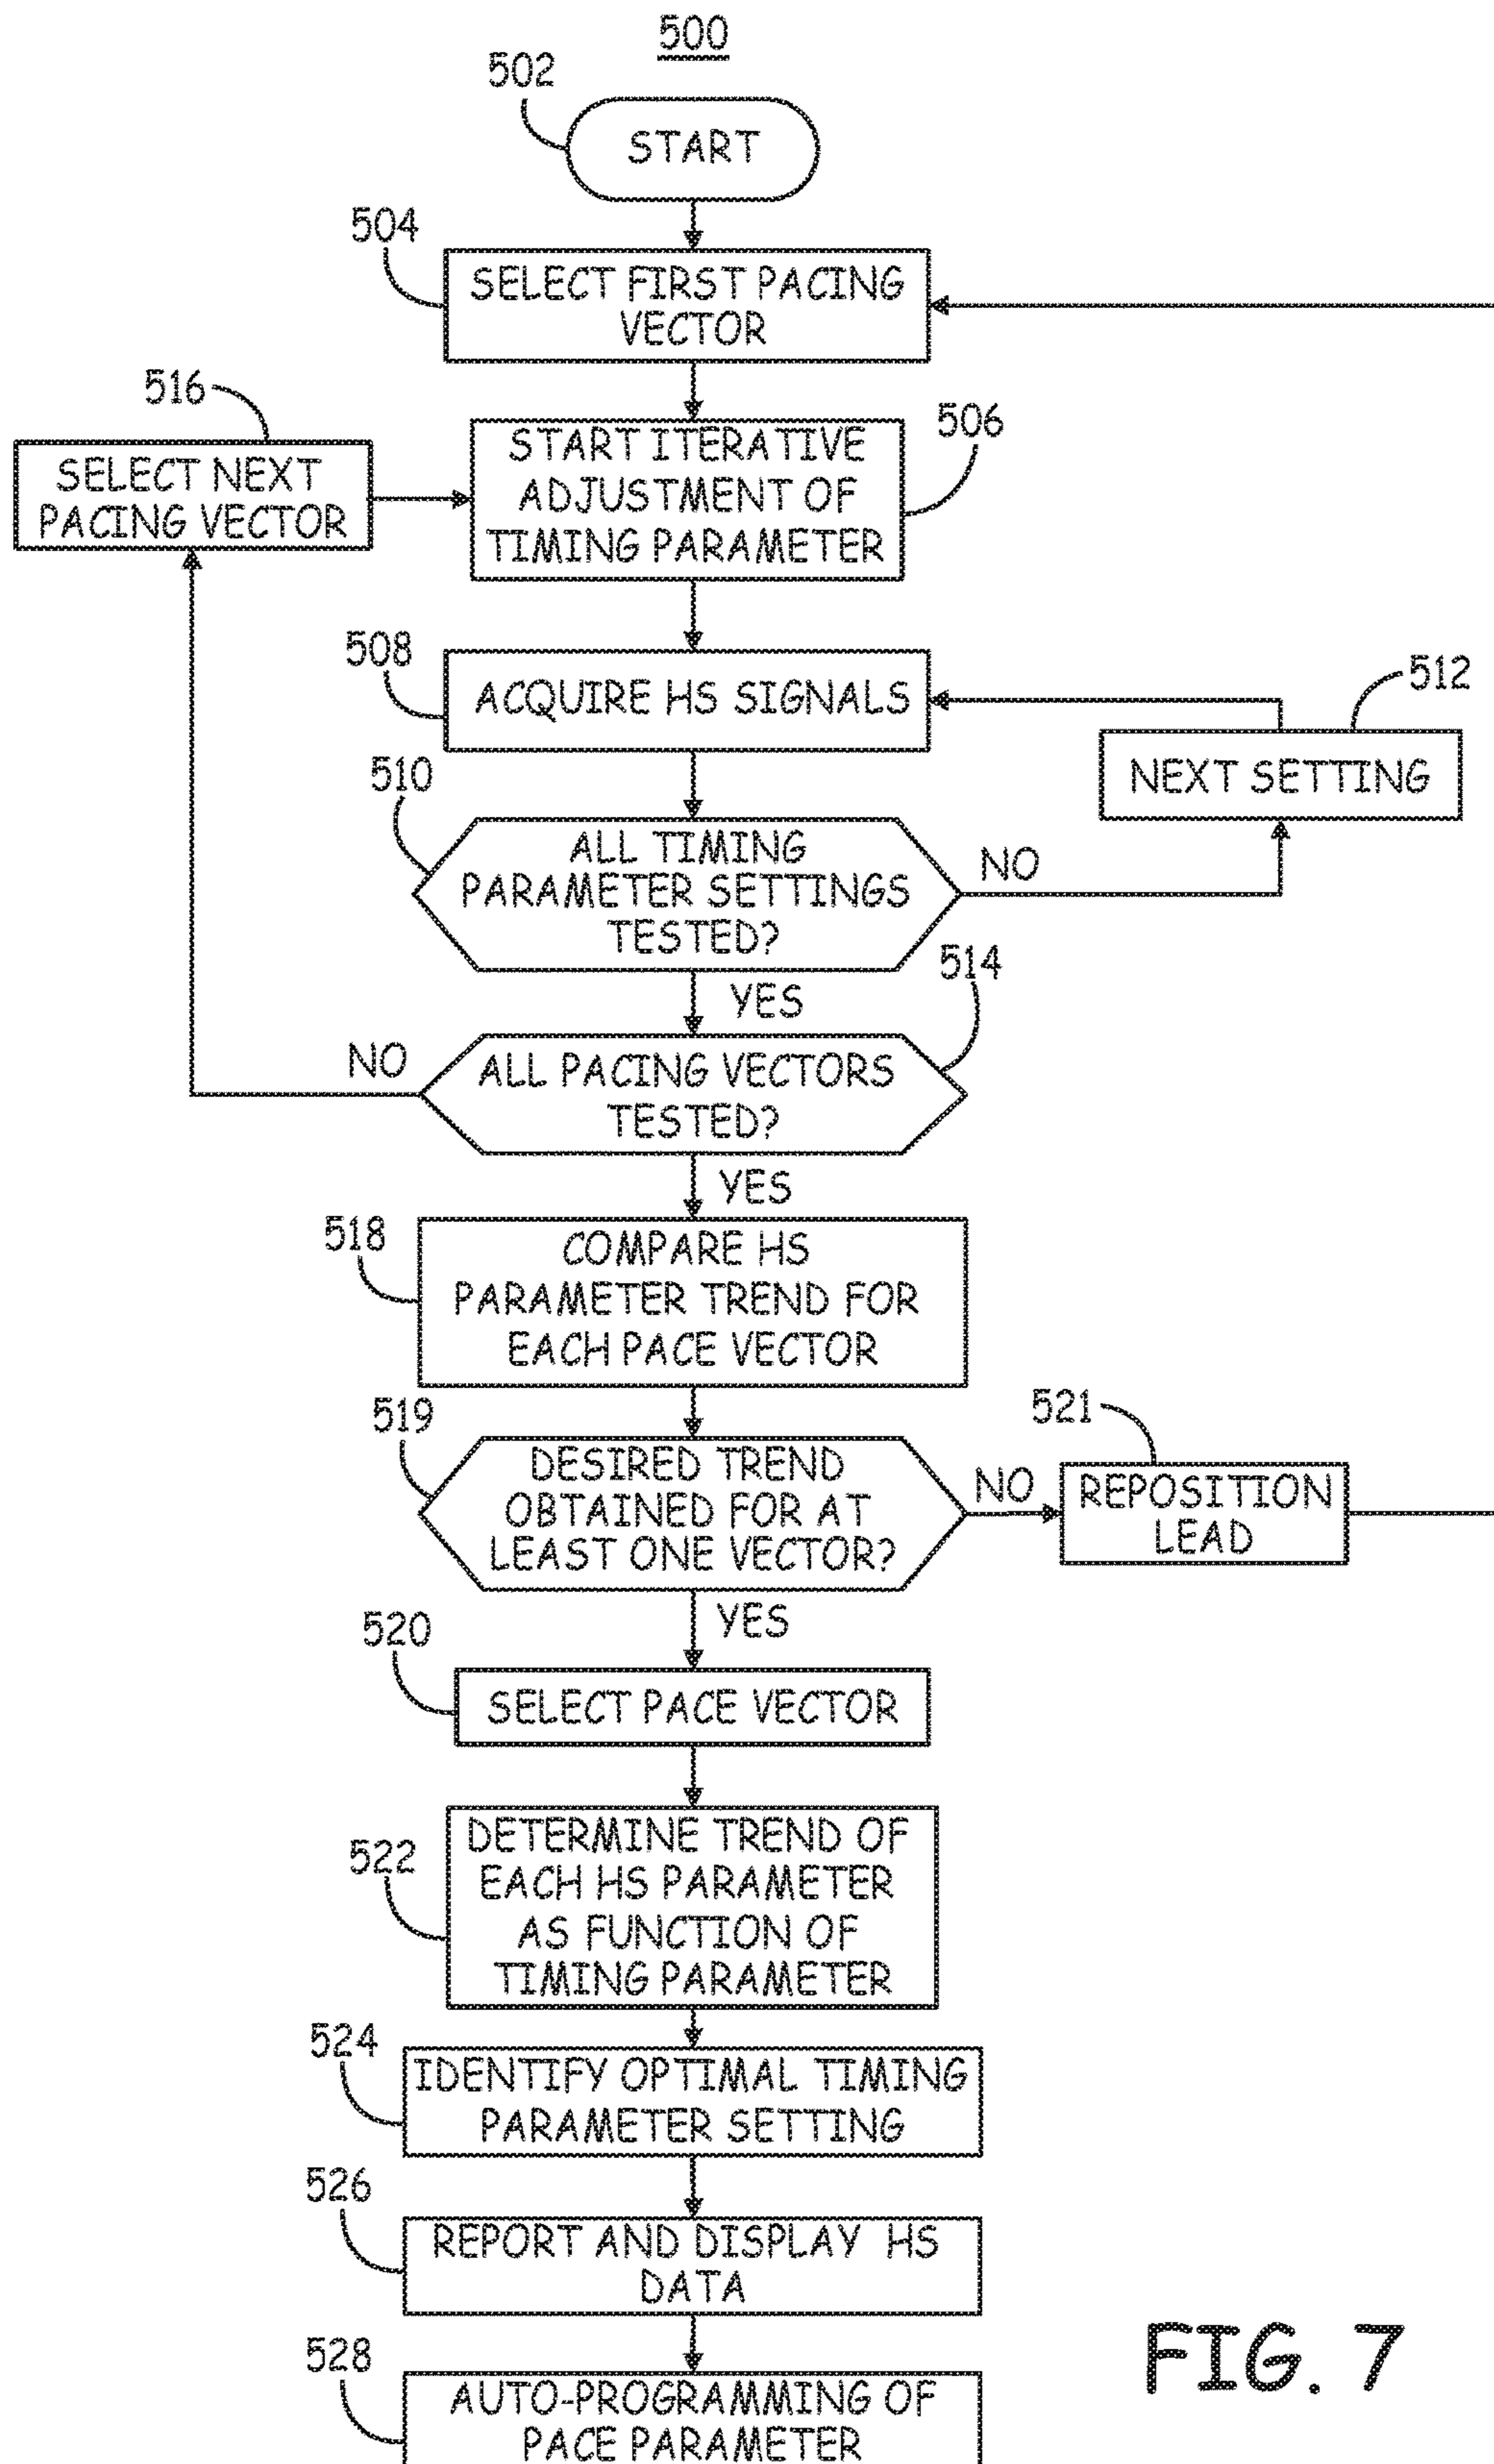 500
502
START
504
SELECT FIRST PACING
VECTOR
516
SELECT NEXT
PACING VECTOR
506
START ITERATIVE
ADJUSTMENT OF
TIMING PARAMETER
508
ACQUIRE HS SIGNALS
512
NEXT SETTING
510
ALL TIMING
PARAMETER SETTINGS
TESTED?
NO
YES
514
NO
ALL PACING VECTORS
TESTED?
YES
518
COMPARE HS
PARAMETER TREND FOR
EACH PACE VECTOR
519
DESIRED TREND
OBTAINED FOR AT
LEAST ONE VECTOR?
NO
521
REPOSITION
LEAD
YES
520
SELECT PACE VECTOR
522
DETERMINE TREND OF
EACH HS PARAMETER
AS FUNCTION OF
TIMING PARAMETER
524
IDENTIFY OPTIMAL TIMING
PARAMETER SETTING
526
REPORT AND DISPLAY HS
DATA
528
AUTO-PROGRAMMING OF
PACE PARAMETER
FIG. 7